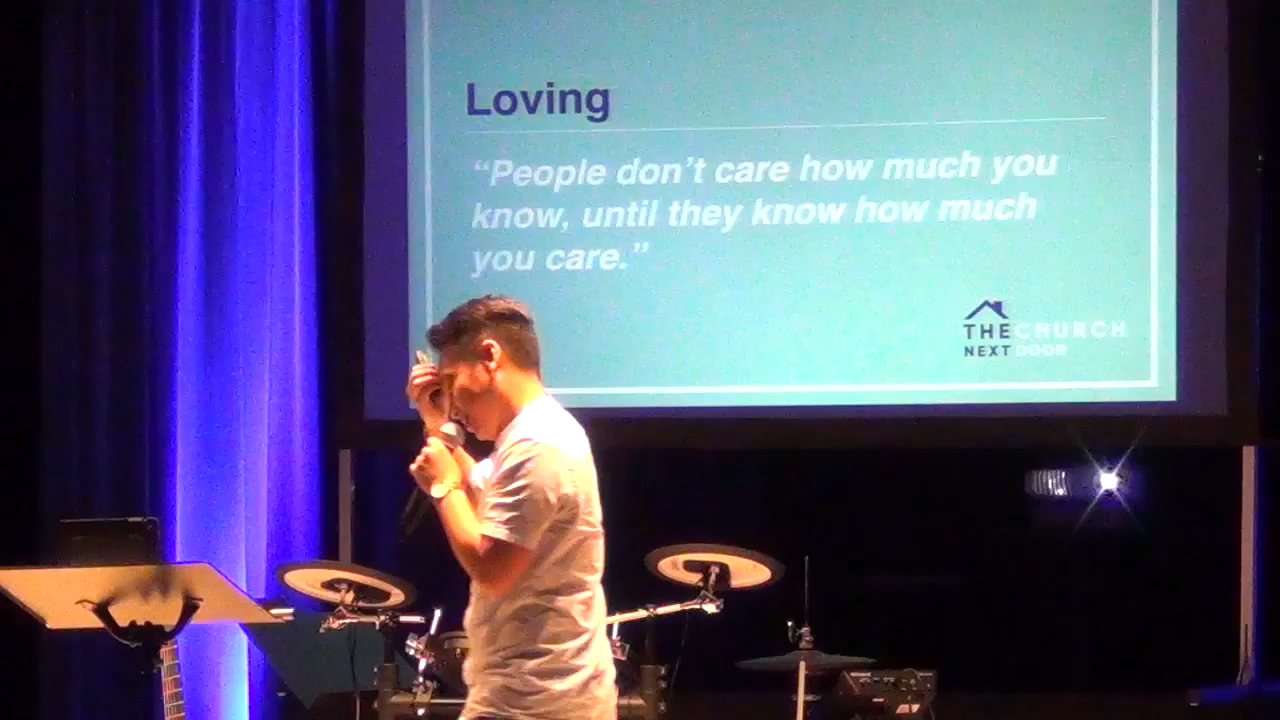 Loving
“People don’t care how much you
know, until they know how much
you care.”
THE CHURCH
NEXT DOOR